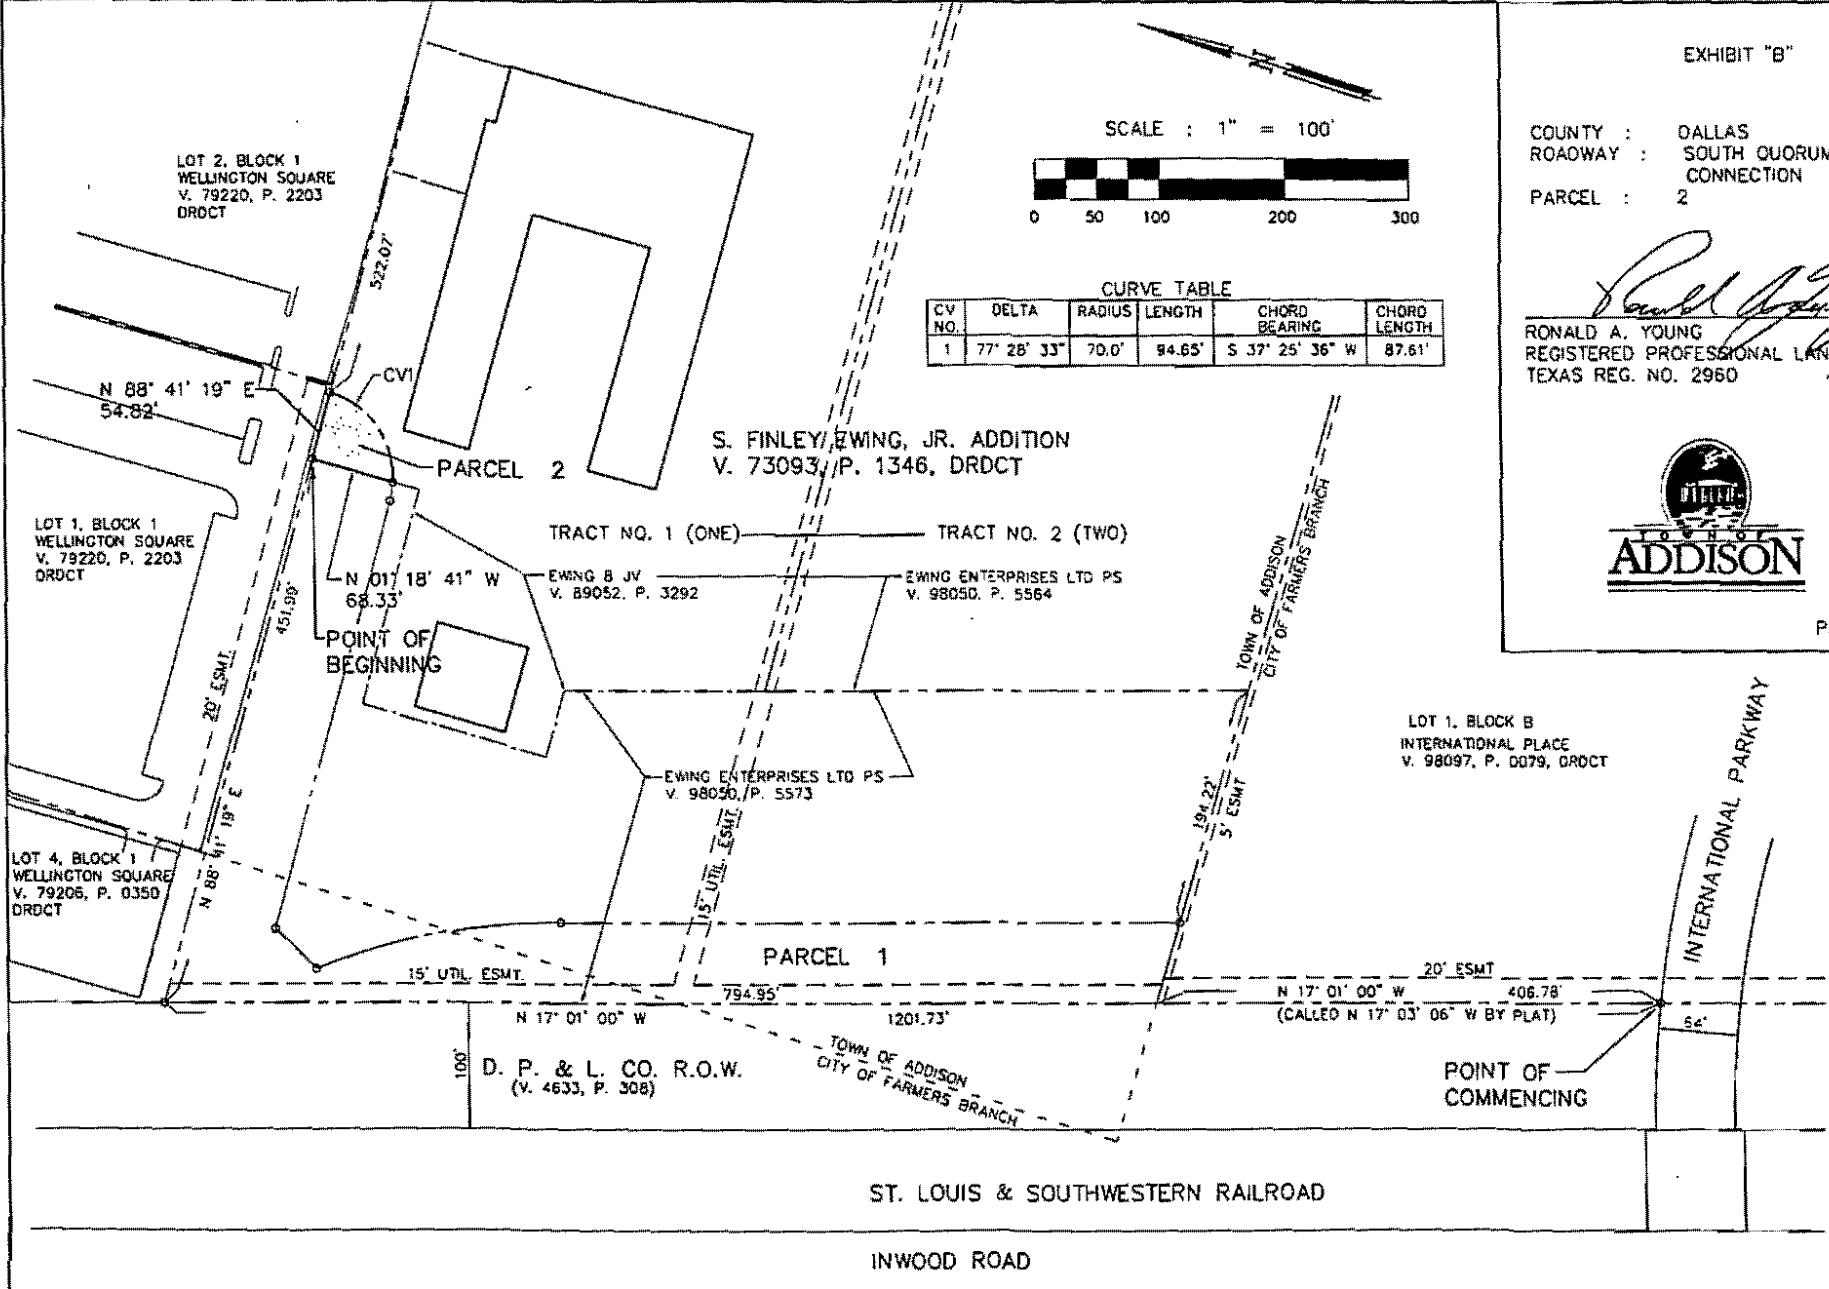 EXHIBIT "B"
COUNTY : DALLAS
ROADWAY : SOUTH QUORUM
CONNECTION
PARCEL : 2
RONALD A. YOUNG
REGISTERED PROFESSIONAL LAN
TEXAS REG. NO. 2960
TOWN OF
ADDISON
P
N
SCALE : 1" = 100'
0 50 100 200 300
CURVE TABLE
CV NO. DELTA RADIUS LENGTH CHORD BEARING CHORD LENGTH
1 77° 28' 33" 70.0' 94.65' S 37° 25' 36" W 87.61'
LOT 2, BLOCK 1
WELLINGTON SQUARE
V. 79220, P. 2203
DRDCT
522.07'
N 88° 41' 19" E
54.82'
CV1
PARCEL 2
S. FINLEY EWING, JR. ADDITION
V. 73093, P. 1346, DRDCT
LOT 1, BLOCK 1
WELLINGTON SQUARE
V. 79220, P. 2203
DRDCT
TRACT NO. 1 (ONE)
TRACT NO. 2 (TWO)
N 01° 18' 41" W
68.33'
EWING 8 JV
V. 89052, P. 3292
EWING ENTERPRISES LTD PS
V. 98050, P. 5564
451.99'
POINT OF
BEGINNING
20' ESMT.
TOWN OF ADDISON
CITY OF FARMERS BRANCH
LOT 1, BLOCK B
INTERNATIONAL PLACE
V. 98097, P. 0079, DRDCT
INTERNATIONAL PARKWAY
EWING ENTERPRISES LTD PS
V. 98050, P. 5573
194.22'
5' ESMT
15' UTIL. ESMT.
LOT 4, BLOCK 1
WELLINGTON SQUARE
V. 79206, P. 0350
DRDCT
N 88° 41' 19" E
PARCEL 1
15' UTIL. ESMT.
20' ESMT
794.95'
N 17° 01' 00" W 406.78'
N 17° 01' 00" W
1201.73'
(CALLED N 17° 03' 06" W BY PLAT)
64'
100'
D. P. & L. CO. R.O.W.
(V. 4633, P. 308)
TOWN OF ADDISON
CITY OF FARMERS BRANCH
POINT OF
COMMENCING
ST. LOUIS & SOUTHWESTERN RAILROAD
INWOOD ROAD